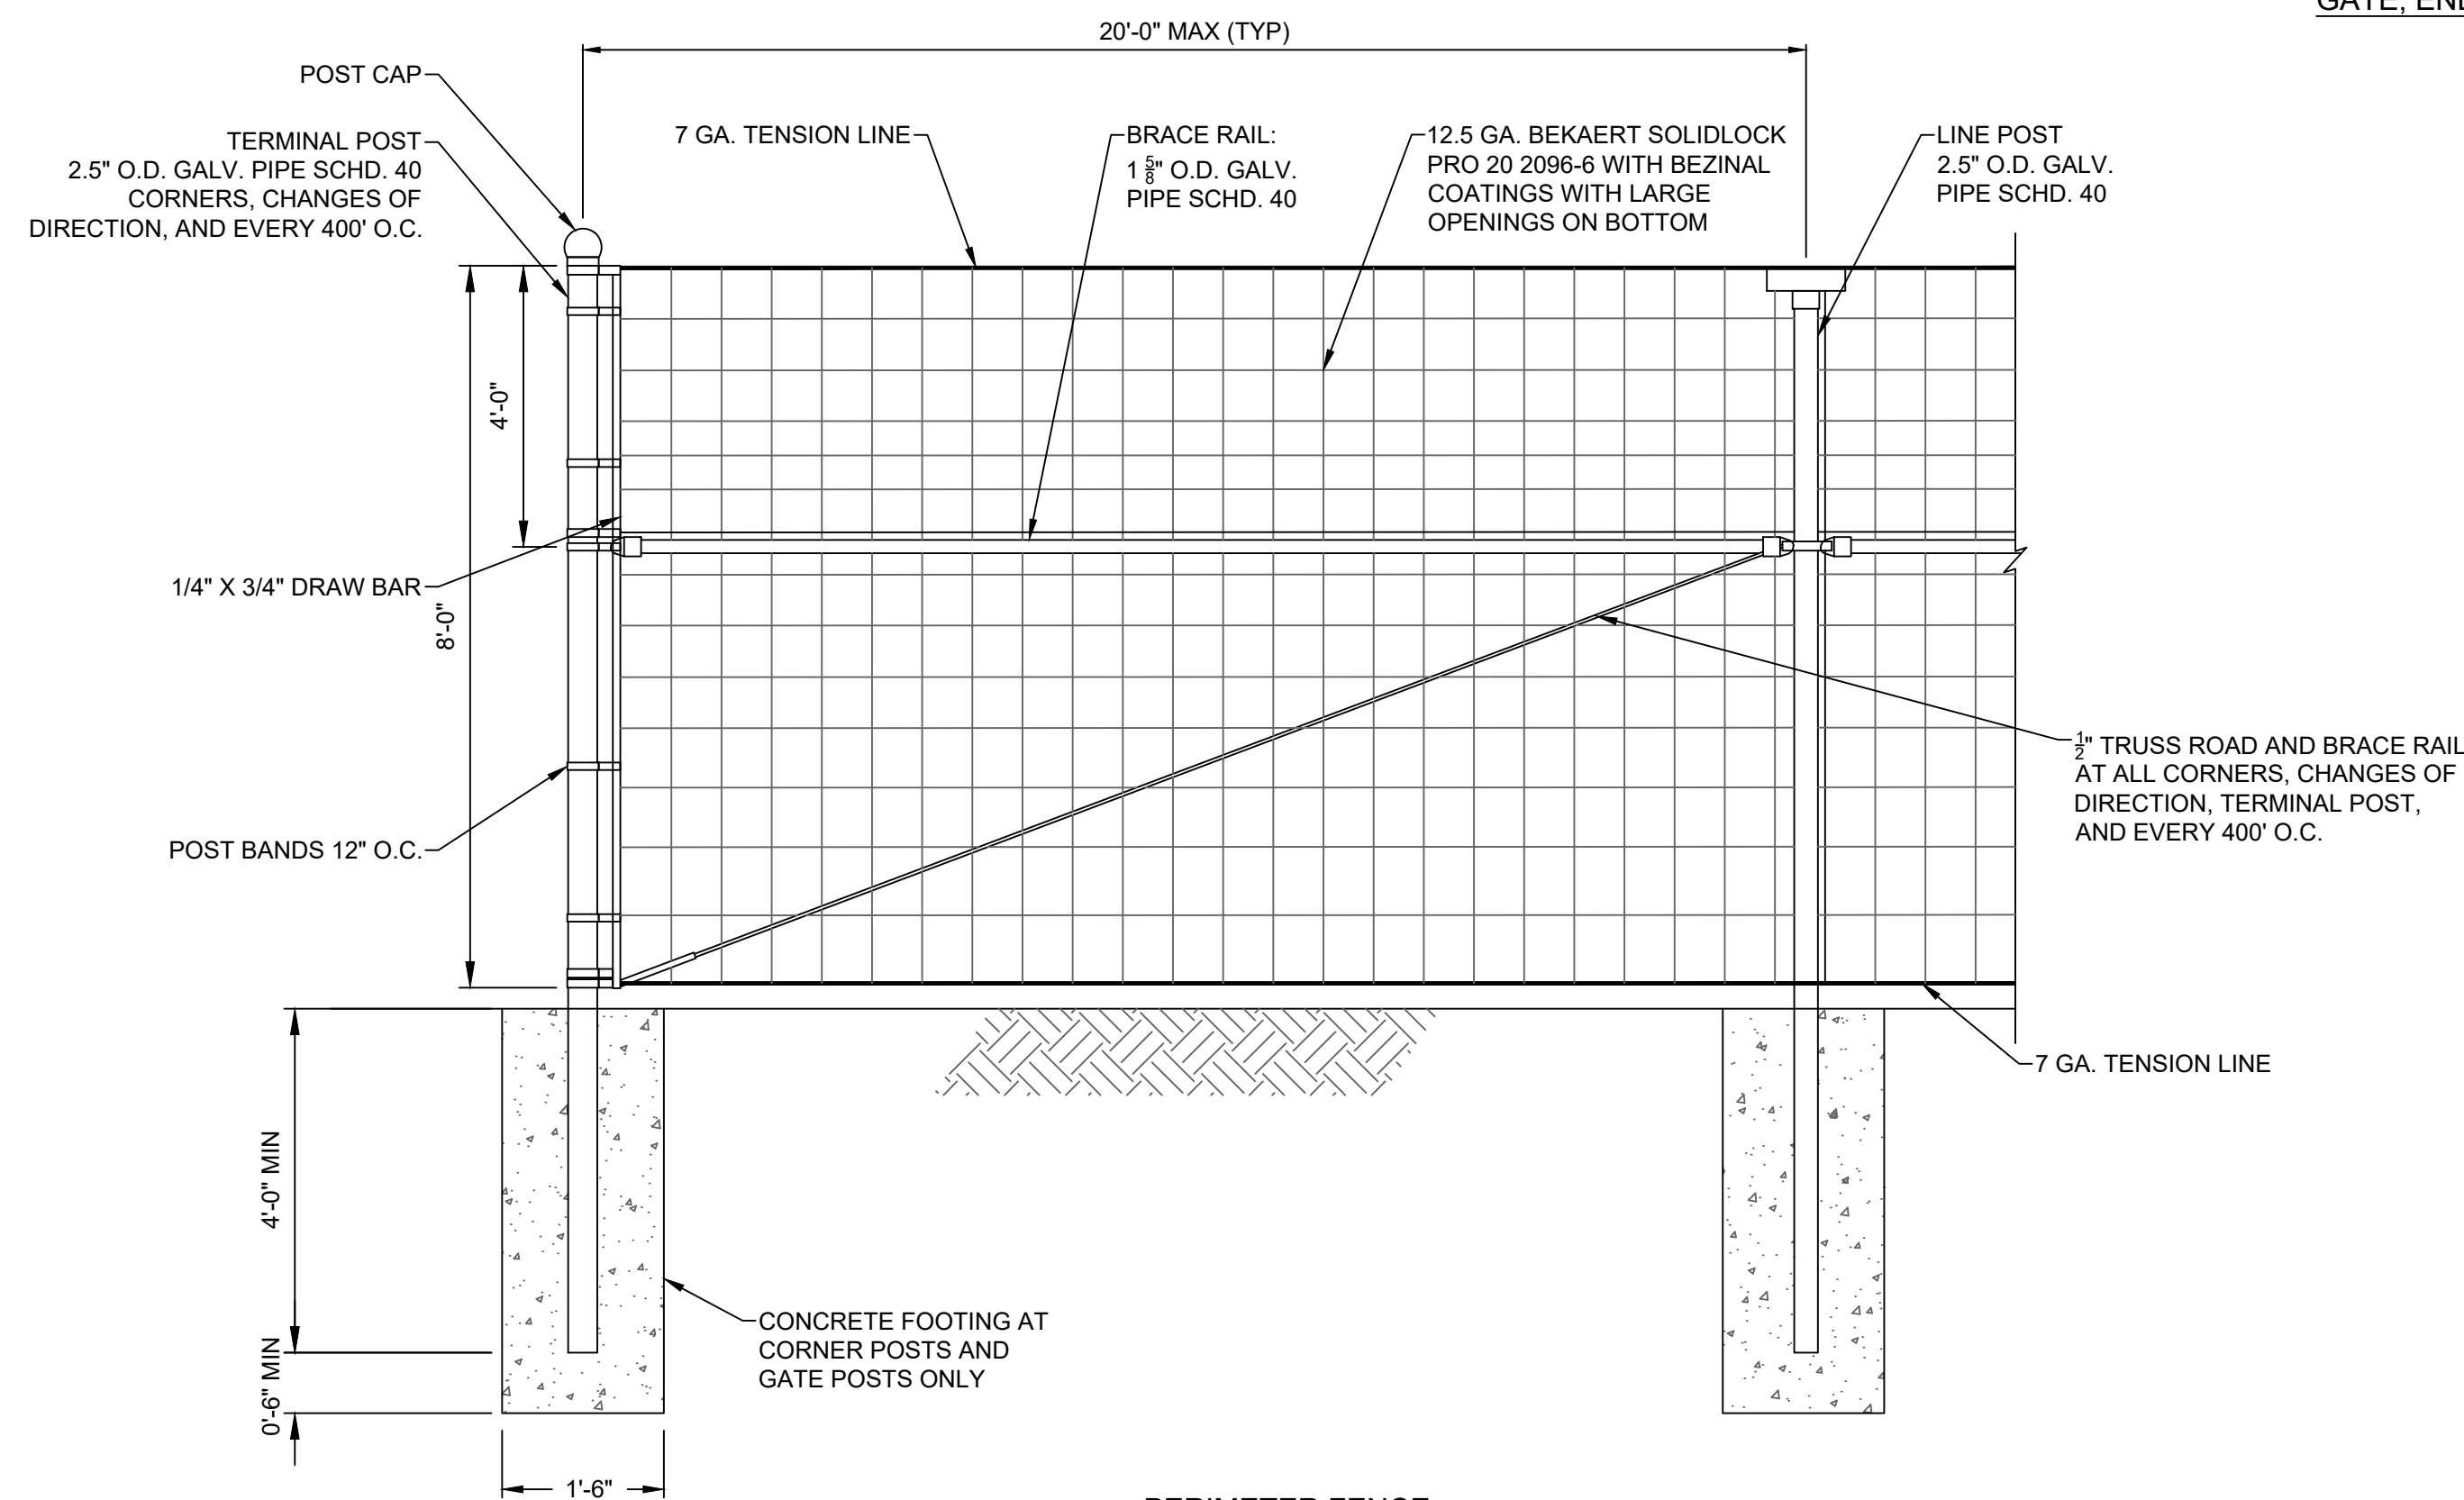 GATE, END
20'-0" MAX (TYP)
POST CAP
TERMINAL POST
2.5" O.D. GALV. PIPE SCHD. 40
CORNERS, CHANGES OF
DIRECTION, AND EVERY 400' O.C.
7 GA. TENSION LINE
BRACE RAIL:
1 5/8" O.D. GALV.
PIPE SCHD. 40
12.5 GA. BEKAERT SOLIDLOCK
PRO 20 2096-6 WITH BEZINAL
COATINGS WITH LARGE
OPENINGS ON BOTTOM
LINE POST
2.5" O.D. GALV.
PIPE SCHD. 40
4'-0"
8'-0"
1/4" X 3/4" DRAW BAR
POST BANDS 12" O.C.
1/2" TRUSS ROAD AND BRACE RAIL
AT ALL CORNERS, CHANGES OF
DIRECTION, TERMINAL POST,
AND EVERY 400' O.C.
7 GA. TENSION LINE
4'-0" MIN
0'-6" MIN
CONCRETE FOOTING AT
CORNER POSTS AND
GATE POSTS ONLY
1'-6"
PERIMETER FENCE